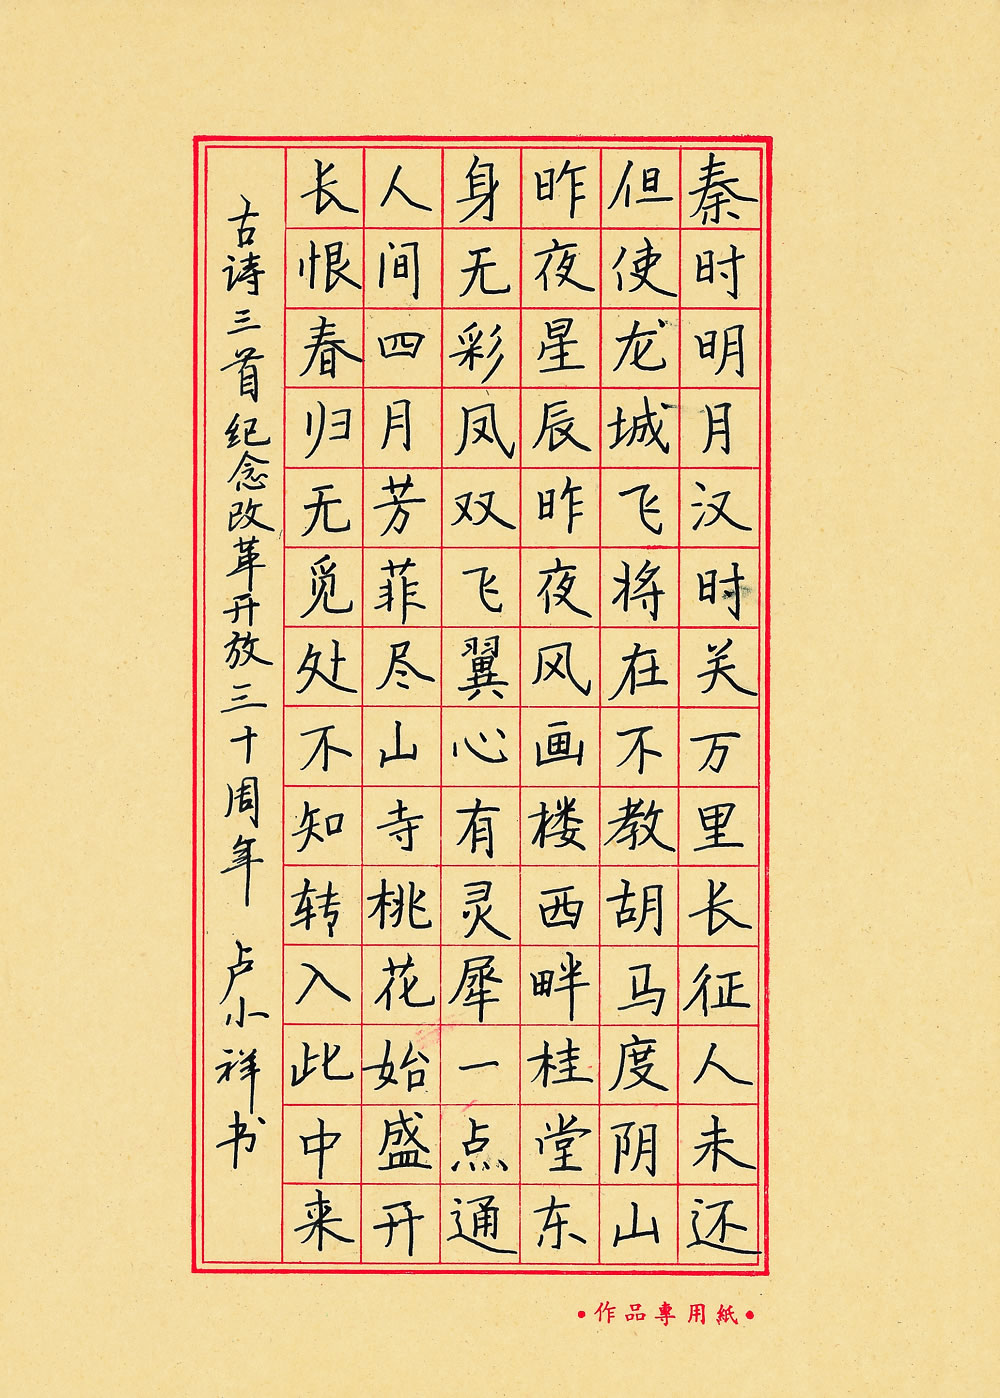 秦时明月汉时关万里长征人未还
但使龙城飞将在不教胡马度阴山
昨夜星辰昨夜风画楼西畔桂堂东
身无彩凤双飞翼心有灵犀一点通
人间四月芳菲尽山寺桃花始盛开
长恨春归无觅处不知转入此中来
古诗三首纪念改革开放三十周年 卢小祥书
•作品專用紙•